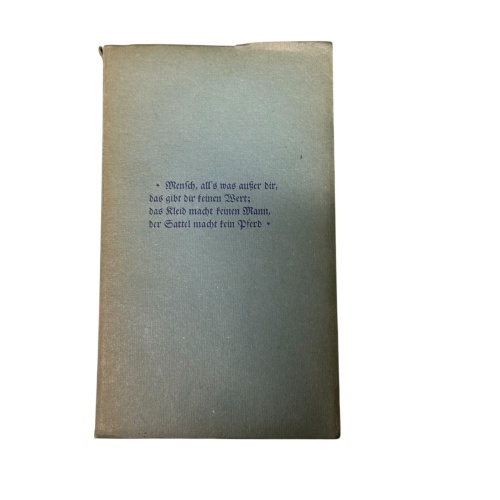 • Mensch, all's was außer dir,
das gibt dir keinen Wert;
das Kleid macht keinen Mann,
der Sattel macht kein Pferd •